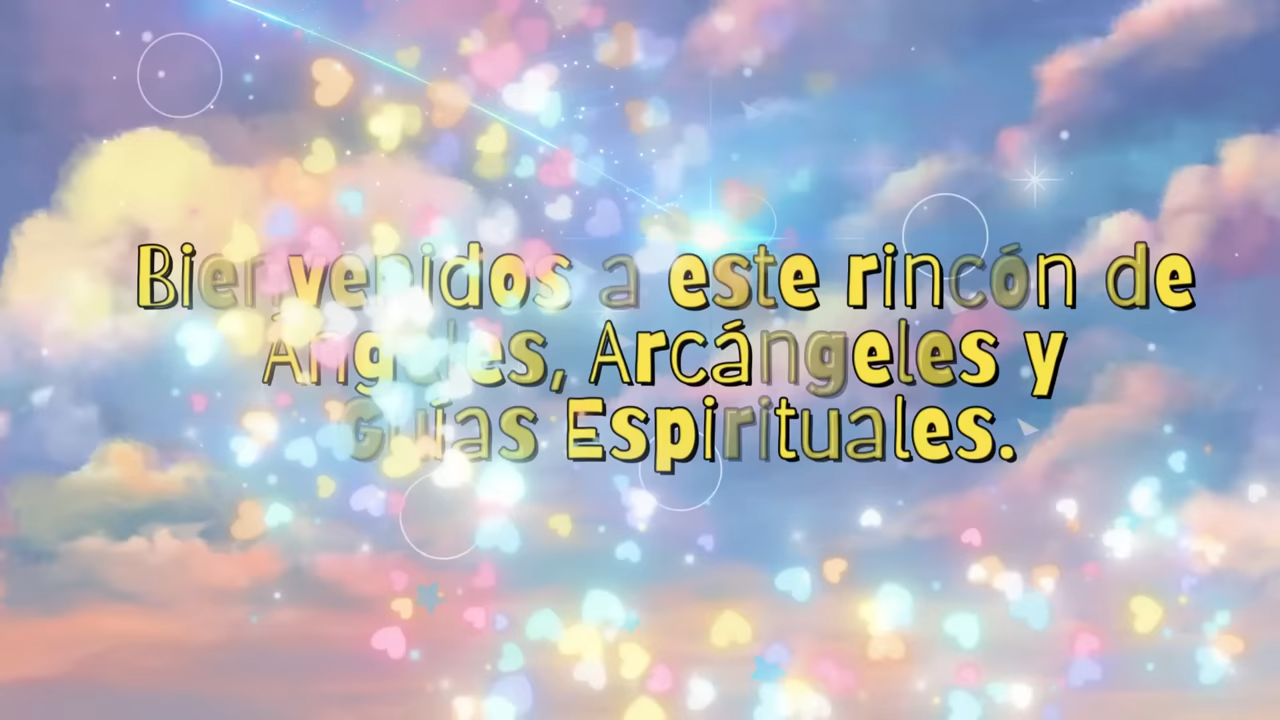 Bienvenidos a este rincón de
Ángeles, Arcángeles y
Guías Espirituales.